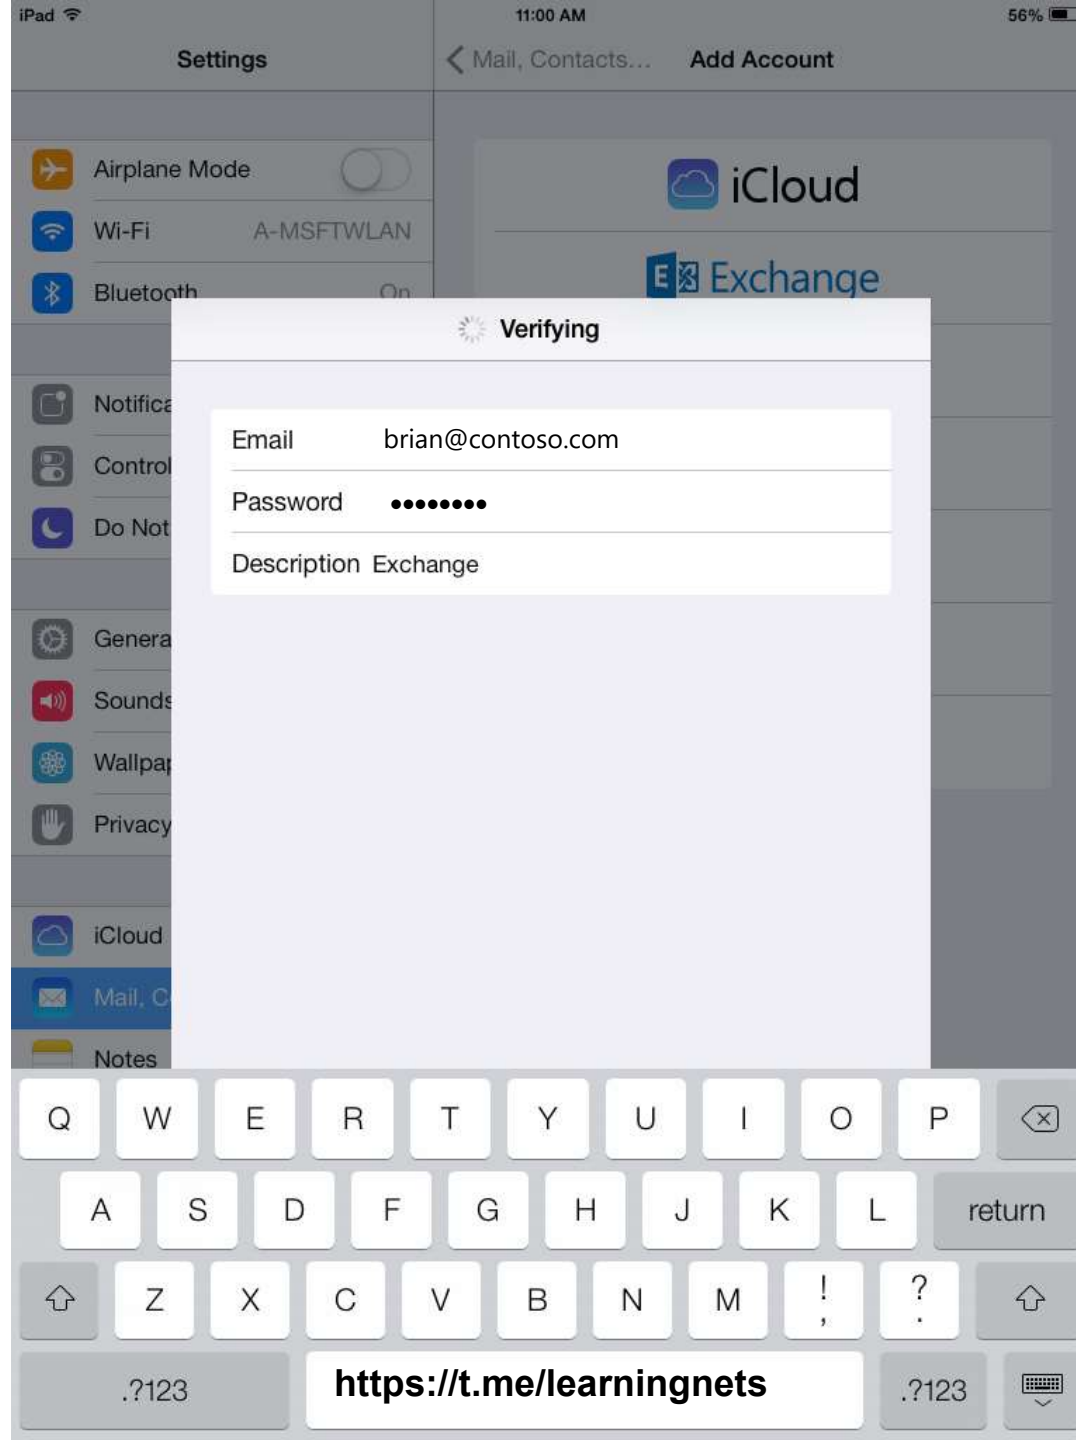 iPad 11:00 AM 56%
Settings Mail, Contacts... Add Account
Airplane Mode
iCloud
Wi-Fi A-MSFTWLAN
Exchange
Bluetooth On
Verifying
Notifica
Email brian@contoso.com
Control
Password ••••••••
Do Not
Description Exchange
Genera
Sounds
Wallpap
Privacy
iCloud
Mail, Co
Notes
Q W E R T Y U I O P
A S D F G H J K L return
Z X C V B N M ! , ? .
.?123 https://t.me/learningnets .?123